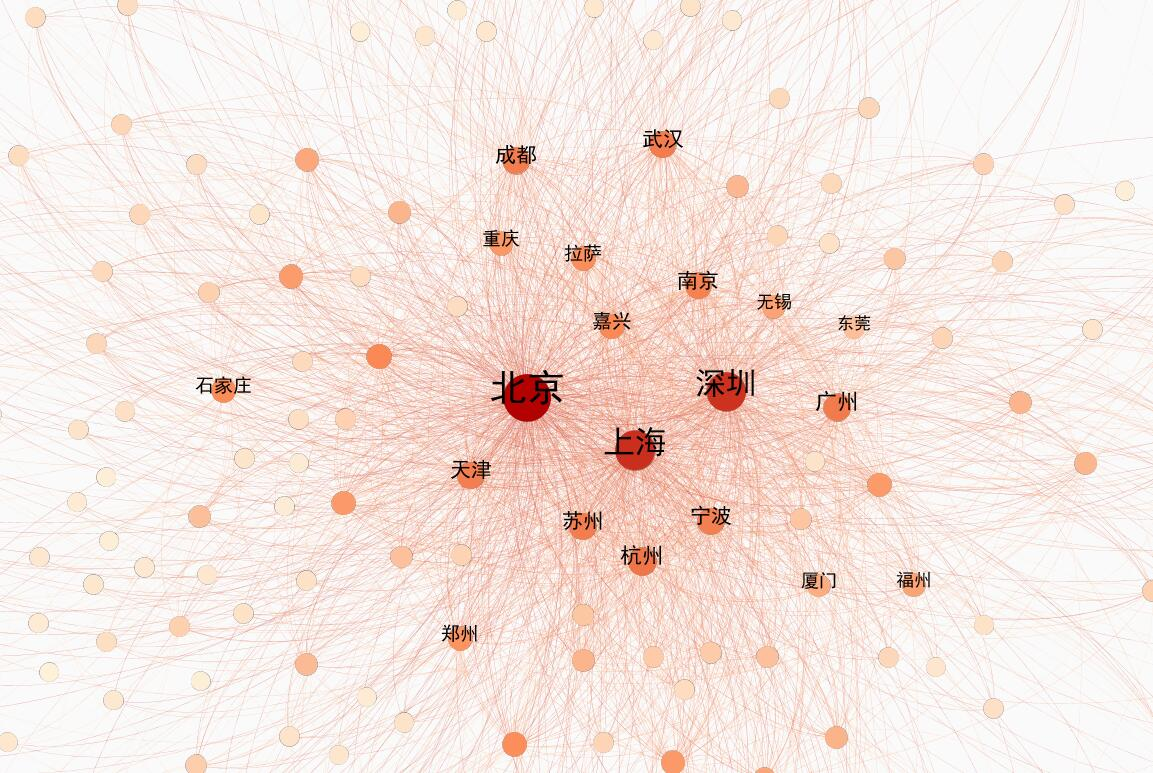 武汉
成都
重庆
拉萨
南京
无锡
嘉兴
东莞
石家庄
北京
深圳
广州
上海
天津
苏州
宁波
杭州
厦门
福州
郑州